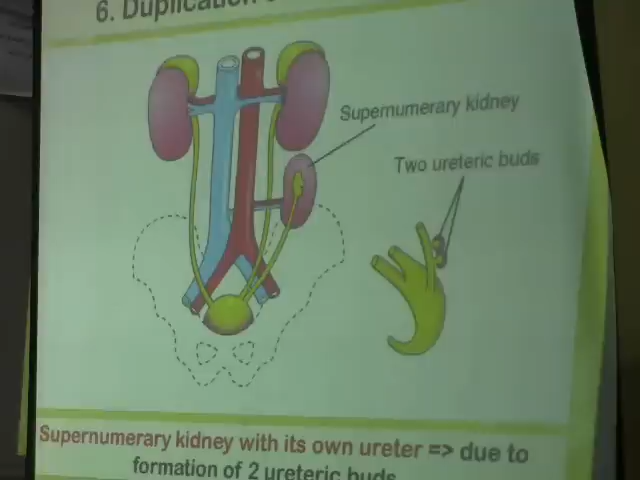 6. Duplication
Supernumerary kidney
Two ureteric buds
Supernumerary kidney with its own ureter => due to
formation of 2 ureteric buds